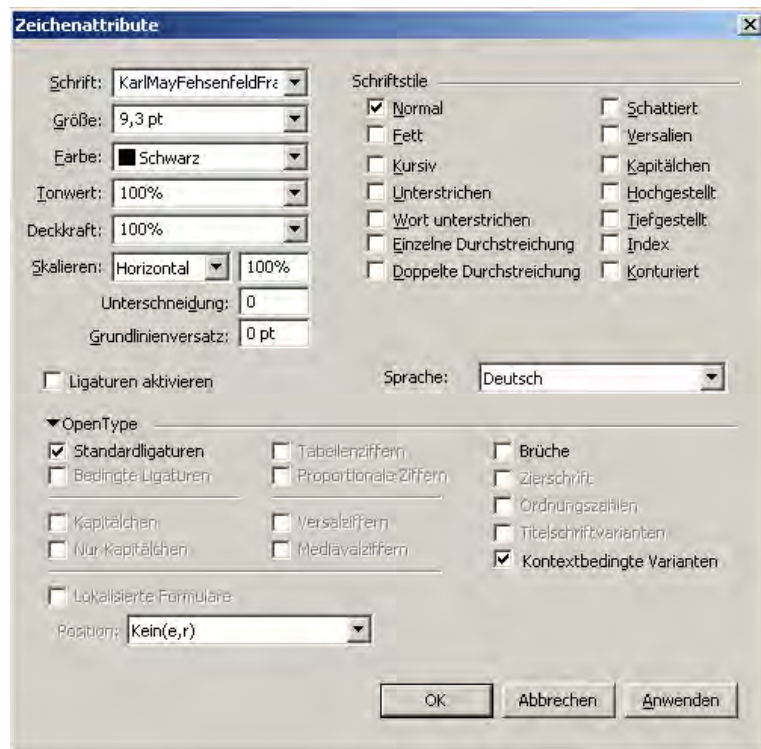 Zeichenattribute
Schrift: KarlMayFehsenfeldFra
Größe: 9,3 pt
Farbe: Schwarz
Tonwert: 100%
Deckkraft: 100%
Skalieren: Horizontal 100%
Unterschneidung: 0
Grundlinienversatz: 0 pt
Schriftstile
Normal
Fett
Kursiv
Unterstrichen
Wort unterstrichen
Einzelne Durchstreichung
Doppelte Durchstreichung
Schattiert
Versalien
Kapitälchen
Hochgestellt
Tiefgestellt
Index
Konturiert
Ligaturen aktivieren
Sprache: Deutsch
OpenType
Standardligaturen
Bedingte Ligaturen
Kapitälchen
Nur Kapitälchen
Tabellenziffern
Proportionale Ziffern
Versalziffern
Mediävalziffern
Brüche
Zierschrift
Ordnungszahlen
Titelschriftvarianten
Kontextbedingte Varianten
Lokalisierte Formulare
Position: Kein(e,r)
OK Abbrechen Anwenden